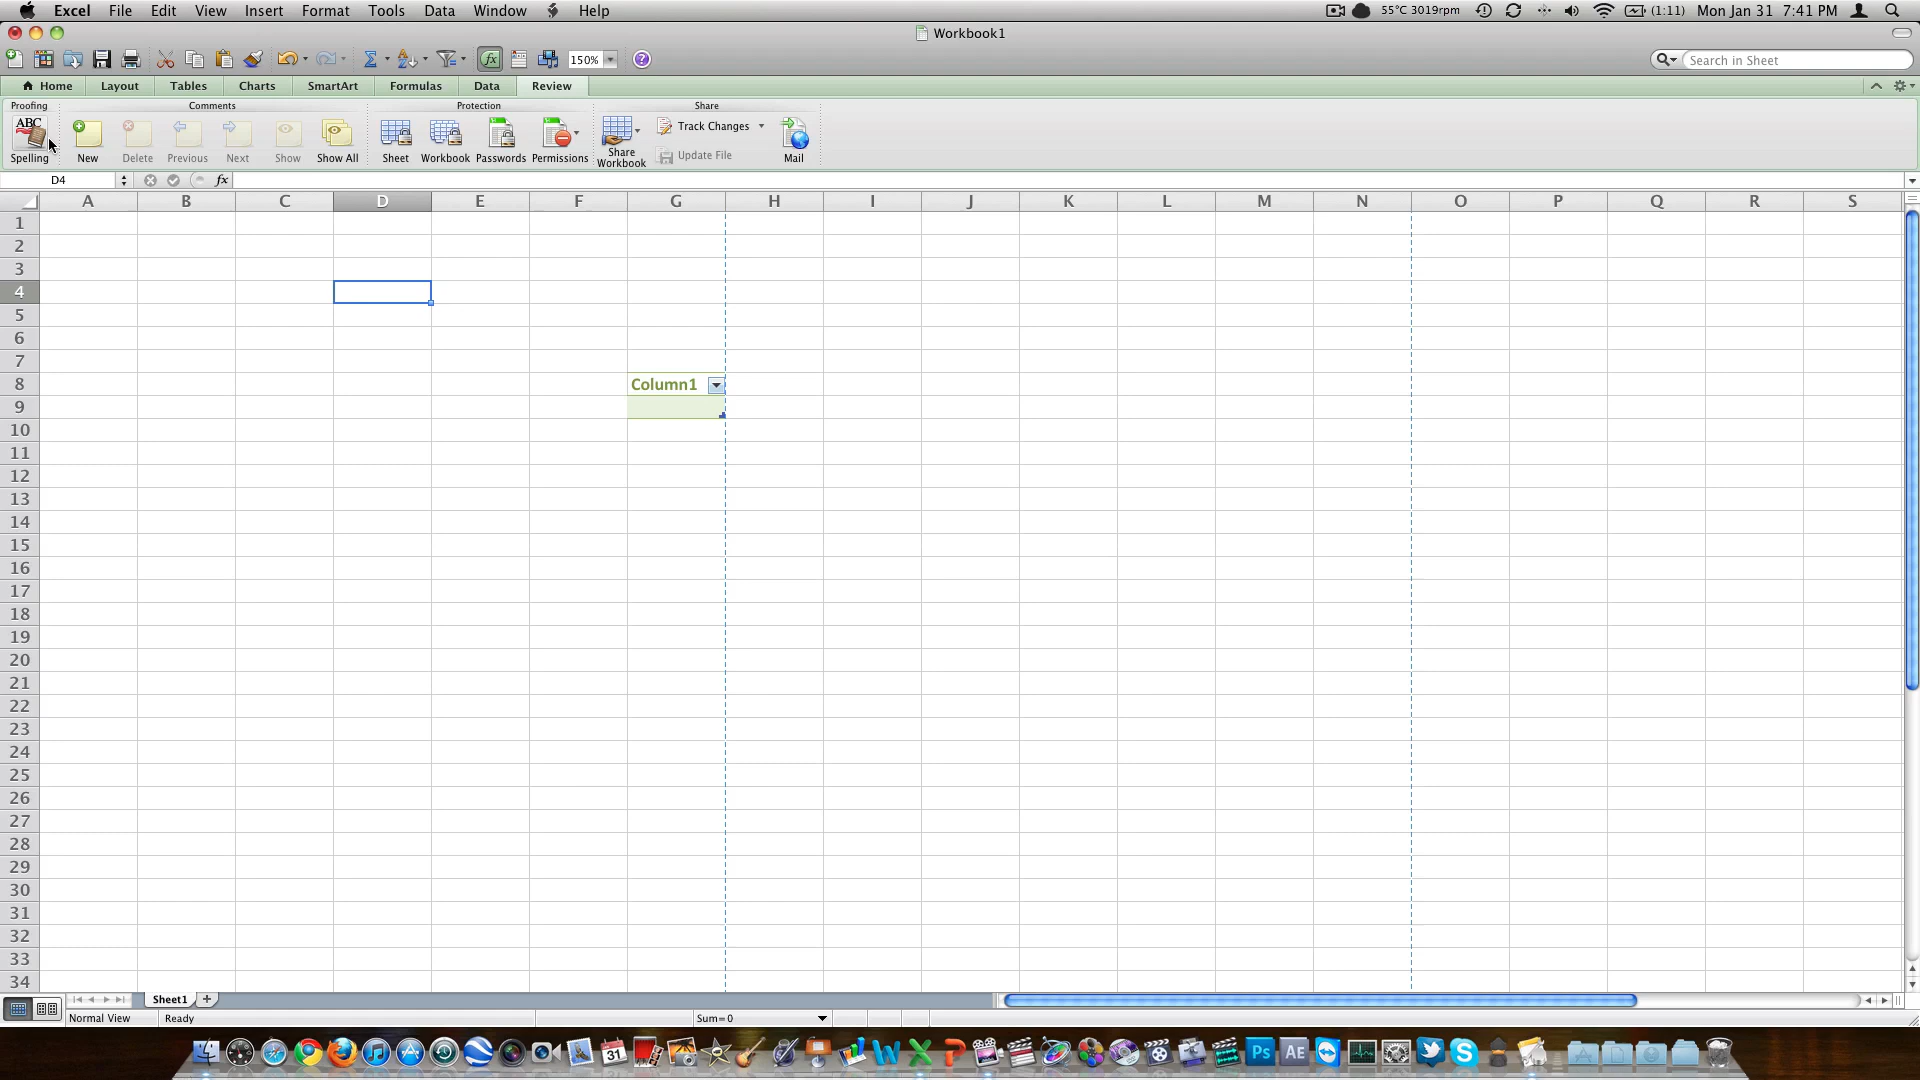 Excel File Edit View Insert Format Tools Data Window Help 55°C 3019rpm (1:11) Mon Jan 31 7:41 PM
Workbook1
150% Search in Sheet
Home Layout Tables Charts SmartArt Formulas Data Review
Proofing Comments Protection Share
ABC Track Changes
Spelling New Delete Previous Next Show Show All Sheet Workbook Passwords Permissions Share Workbook Update File Mail
D4 fx
A B C D E F G H I J K L M N O P Q R S
1
2
3
4
5
6
7
8 Column1
9
10
11
12
13
14
15
16
17
18
19
20
21
22
23
24
25
26
27
28
29
30
31
32
33
34
Sheet1
Normal View Ready Sum=0
31 Ps AE